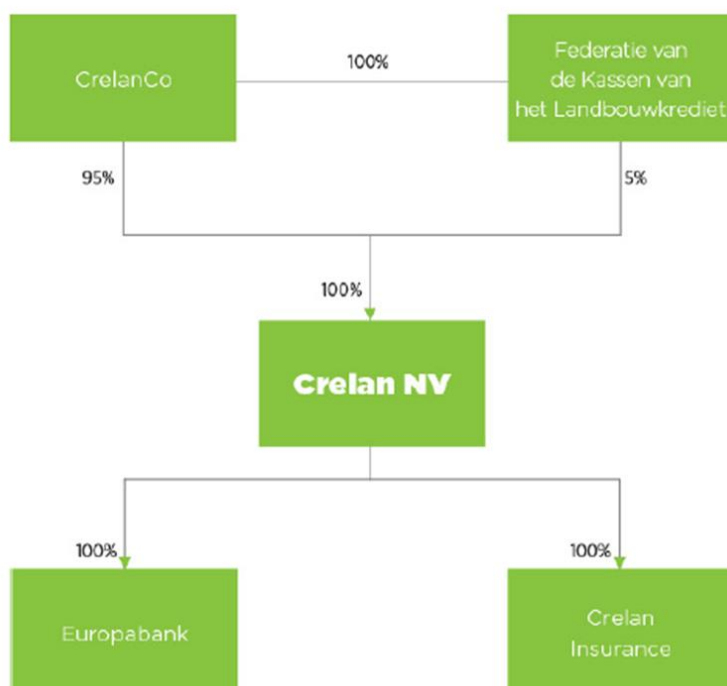 CrelanCo
100%
Federatie van
de Kassen van
het Landbouwkrediet
95%
5%
100%
Crelan NV
100%
100%
Europabank
Crelan
Insurance